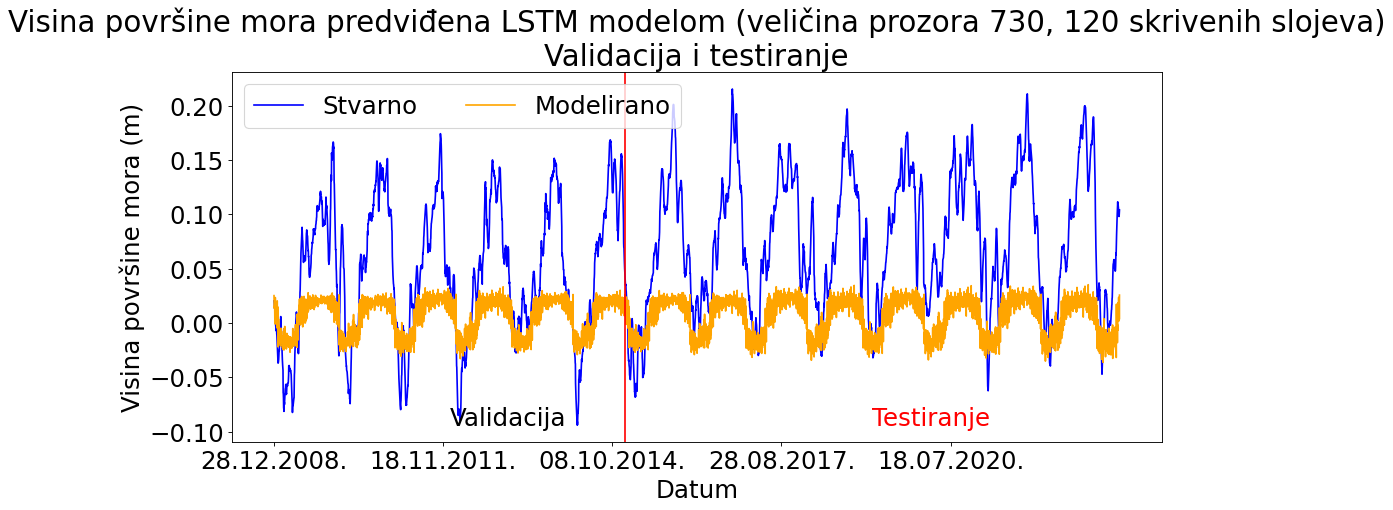 Visina površine mora predviđena LSTM modelom (veličina prozora 730, 120 skrivenih slojeva)
Validacija i testiranje
Stvarno Modelirano
Visina površine mora (m)
0.20
0.15
0.10
0.05
0.00
−0.05
−0.10
Validacija Testiranje
28.12.2008. 18.11.2011. 08.10.2014. 28.08.2017. 18.07.2020.
Datum